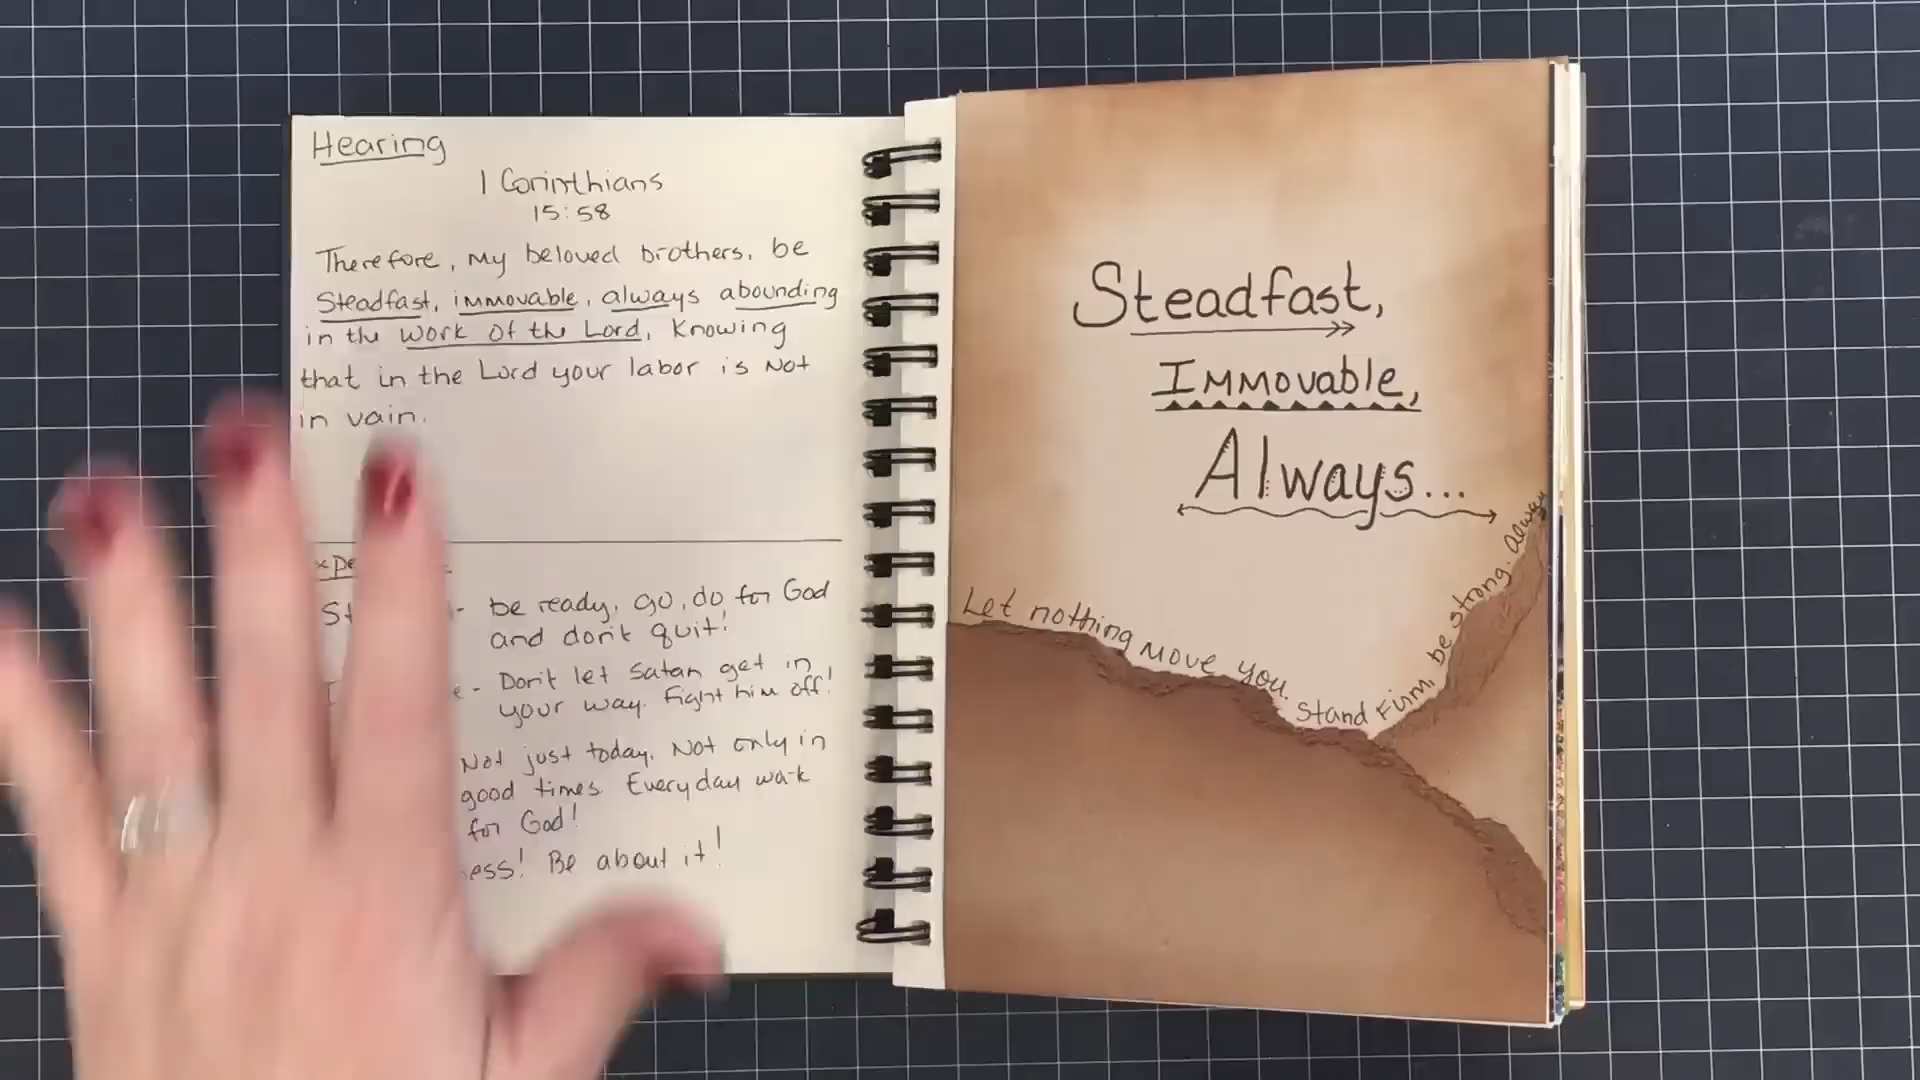 Hearing
1 Corinthians
15:58
Therefore, my beloved brothers, be
Steadfast, immovable, always abounding
in the work of the Lord, knowing
that in the Lord your labor is not
in vain.
be ready, go, do for God
and don't quit!
Don't let Satan get in
your way. Fight him off!
Not just today. Not only in
good times. Everyday walk
for God!
Be about it!
Steadfast,
Immovable,
Always...
Let nothing move you. Stand Firm, be strong. Always